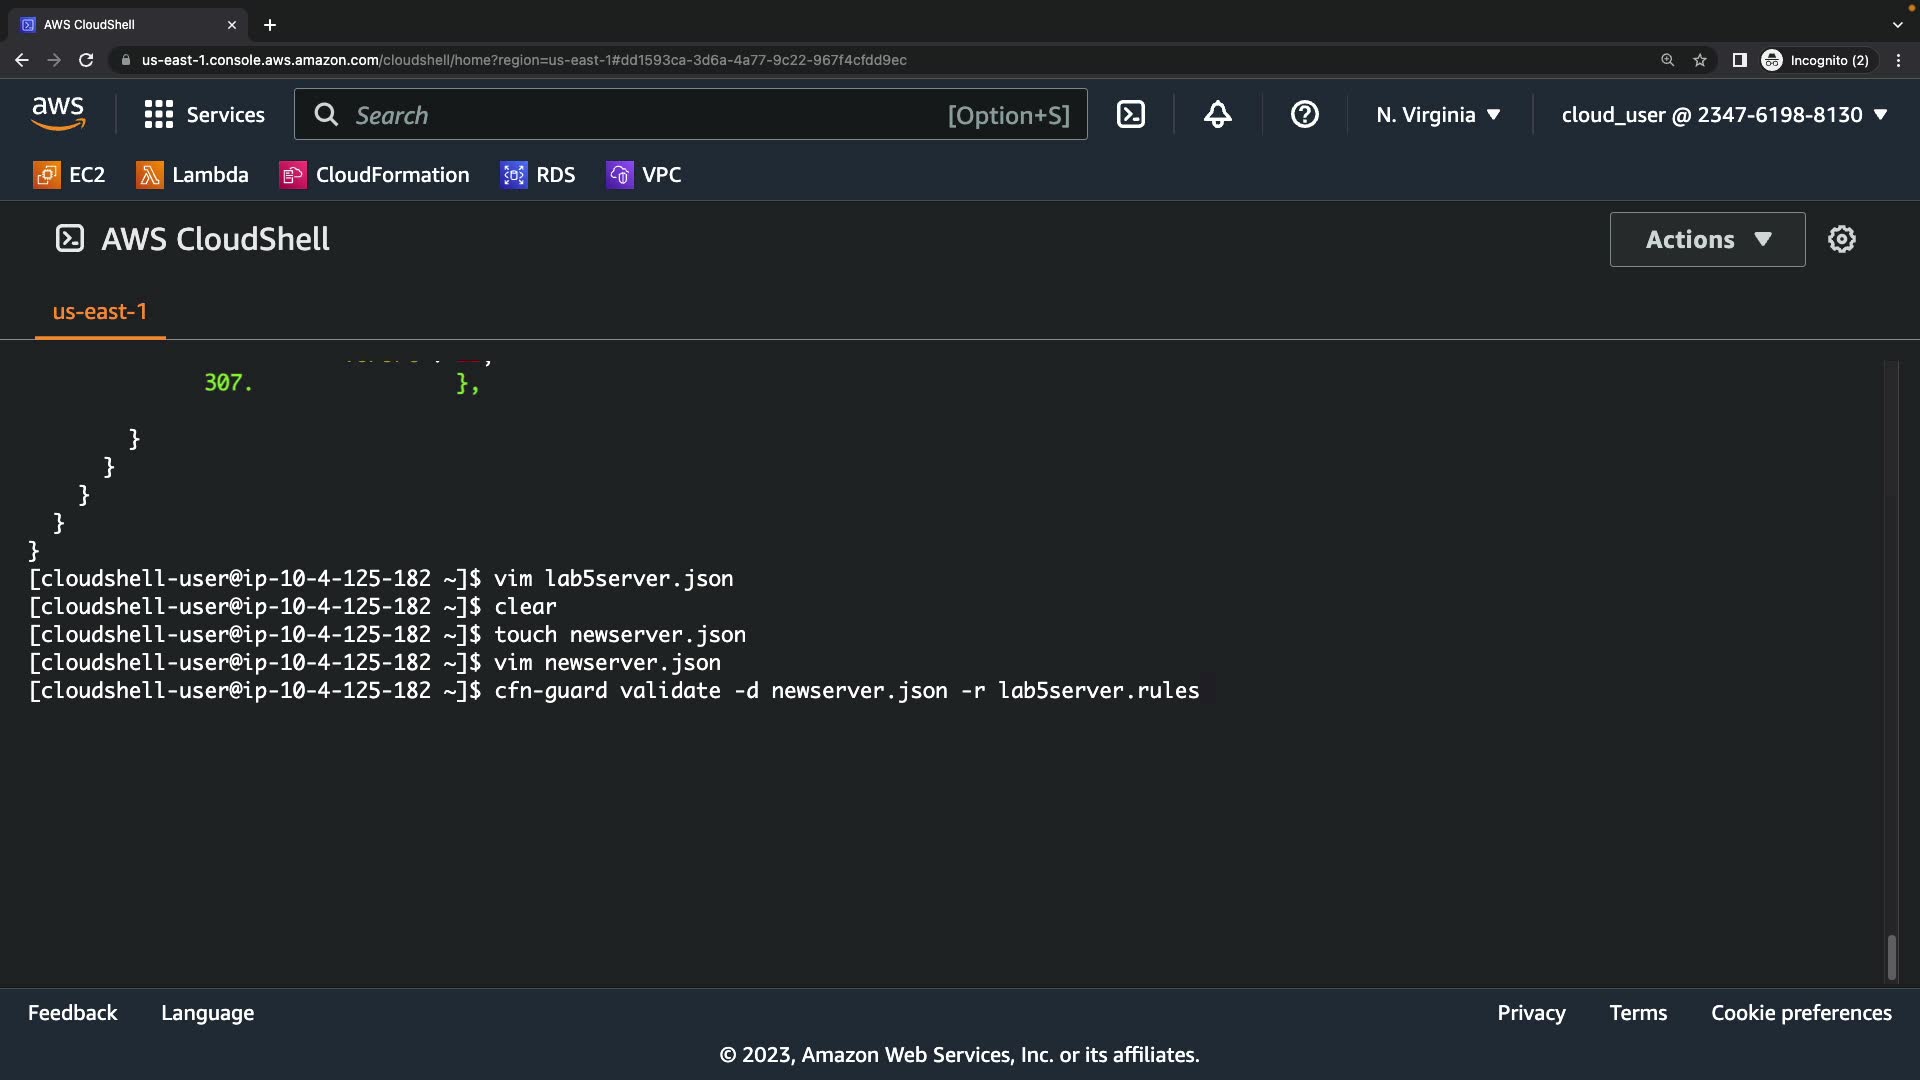 AWS CloudShell
us-east-1.console.aws.amazon.com/cloudshell/home?region=us-east-1#dd1593ca-3d6a-4a77-9c22-967f4cfdd9ec
Incognito (2)
aws
Services
Search
[Option+S]
N. Virginia
cloud_user @ 2347-6198-8130
EC2
Lambda
CloudFormation
RDS
VPC
AWS CloudShell
Actions
us-east-1
307. },
}
}
}
}
}
[cloudshell-user@ip-10-4-125-182 ~]$ vim lab5server.json
[cloudshell-user@ip-10-4-125-182 ~]$ clear
[cloudshell-user@ip-10-4-125-182 ~]$ touch newserver.json
[cloudshell-user@ip-10-4-125-182 ~]$ vim newserver.json
[cloudshell-user@ip-10-4-125-182 ~]$ cfn-guard validate -d newserver.json -r lab5server.rules
Feedback
Language
Privacy
Terms
Cookie preferences
© 2023, Amazon Web Services, Inc. or its affiliates.